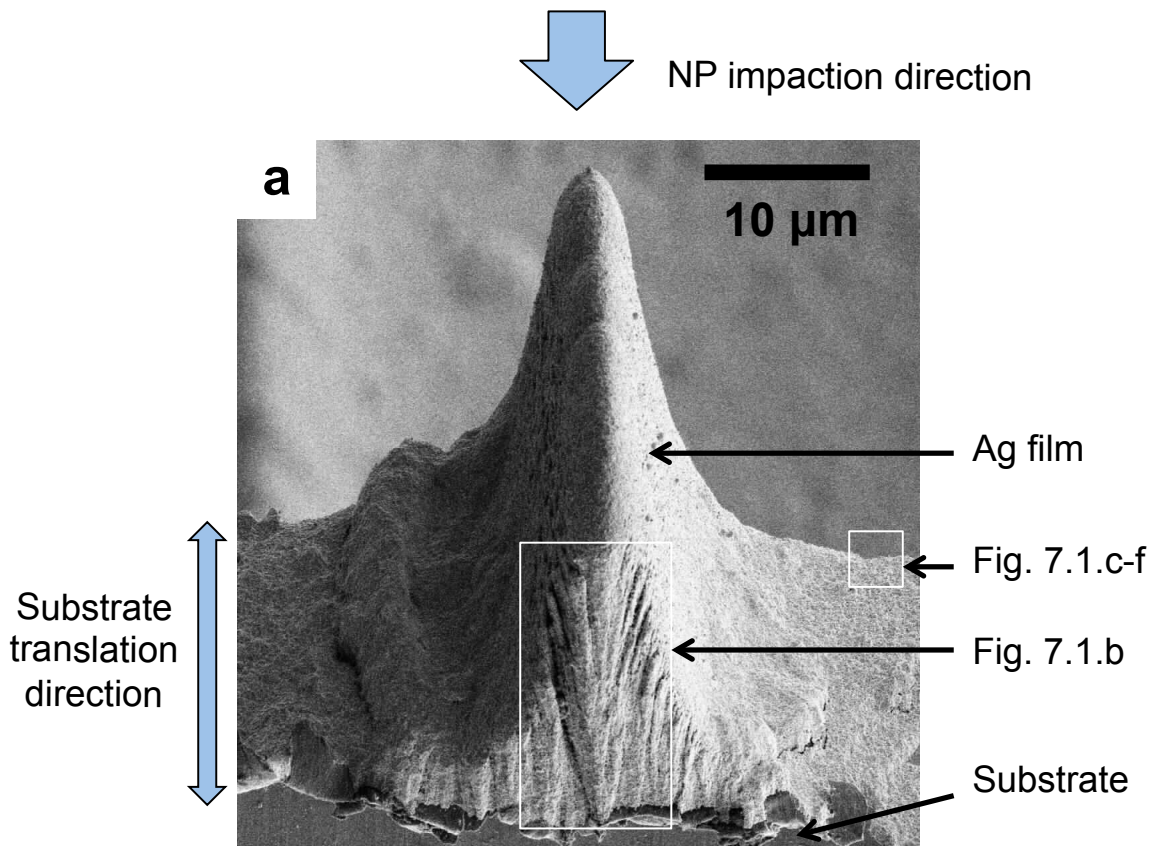 NP impaction direction
a
10 µm
Ag film
Fig. 7.1.c-f
Substrate
translation
direction
Fig. 7.1.b
Substrate